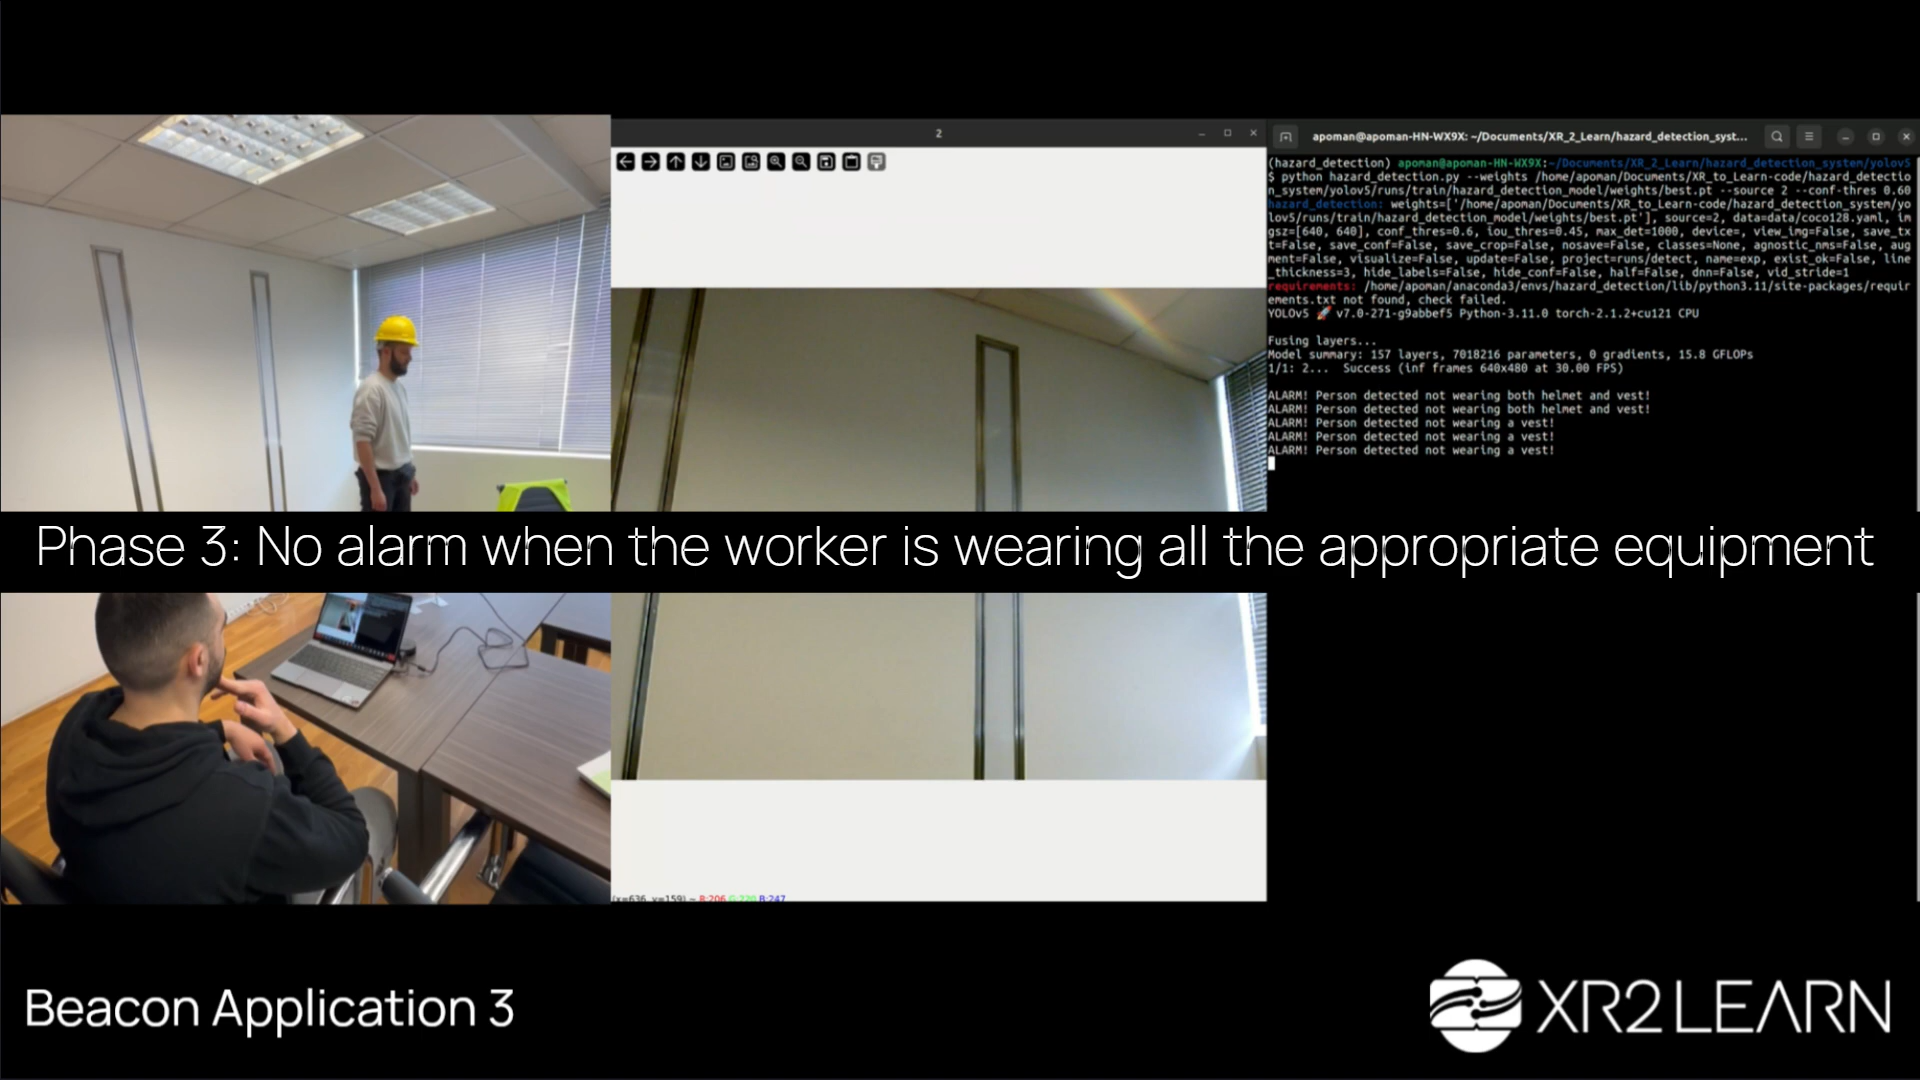 2
apoman@apoman-HN-WX9X: ~/Documents/XR_2_Learn/hazard_detection_syst...
(hazard_detection) apoman@apoman-HN-WX9X:~/Documents/XR_2_Learn/hazard_detection_system/yolov5
$ python hazard_detection.py --weights /home/apoman/Documents/XR_to_Learn-code/hazard_detectio
n_system/yolov5/runs/train/hazard_detection_model/weights/best.pt --source 2 --conf-thres 0.60
hazard_detection: weights=['/home/apoman/Documents/XR_to_Learn-code/hazard_detection_system/yo
lov5/runs/train/hazard_detection_model/weights/best.pt'], source=2, data=data/coco128.yaml, im
gsz=[640, 640], conf_thres=0.6, iou_thres=0.45, max_det=1000, device=, view_img=False, save_tx
t=False, save_conf=False, save_crop=False, nosave=False, classes=None, agnostic_nms=False, aug
ment=False, visualize=False, update=False, project=runs/detect, name=exp, exist_ok=False, line
_thickness=3, hide_labels=False, hide_conf=False, half=False, dnn=False, vid_stride=1
requirements: /home/apoman/anaconda3/envs/hazard_detection/lib/python3.11/site-packages/requir
ements.txt not found, check failed.
YOLOv5 🚀 v7.0-271-g9abbef5 Python-3.11.0 torch-2.1.2+cu121 CPU
Fusing layers...
Model summary: 157 layers, 7018216 parameters, 0 gradients, 15.8 GFLOPs
1/1: 2... Success (inf frames 640x480 at 30.00 FPS)
ALARM! Person detected not wearing both helmet and vest!
ALARM! Person detected not wearing both helmet and vest!
ALARM! Person detected not wearing a vest!
ALARM! Person detected not wearing a vest!
ALARM! Person detected not wearing a vest!
Phase 3: No alarm when the worker is wearing all the appropriate equipment
(x=636, y=159) ~ R:206 G:220 B:247
Beacon Application 3
XR2LEARN